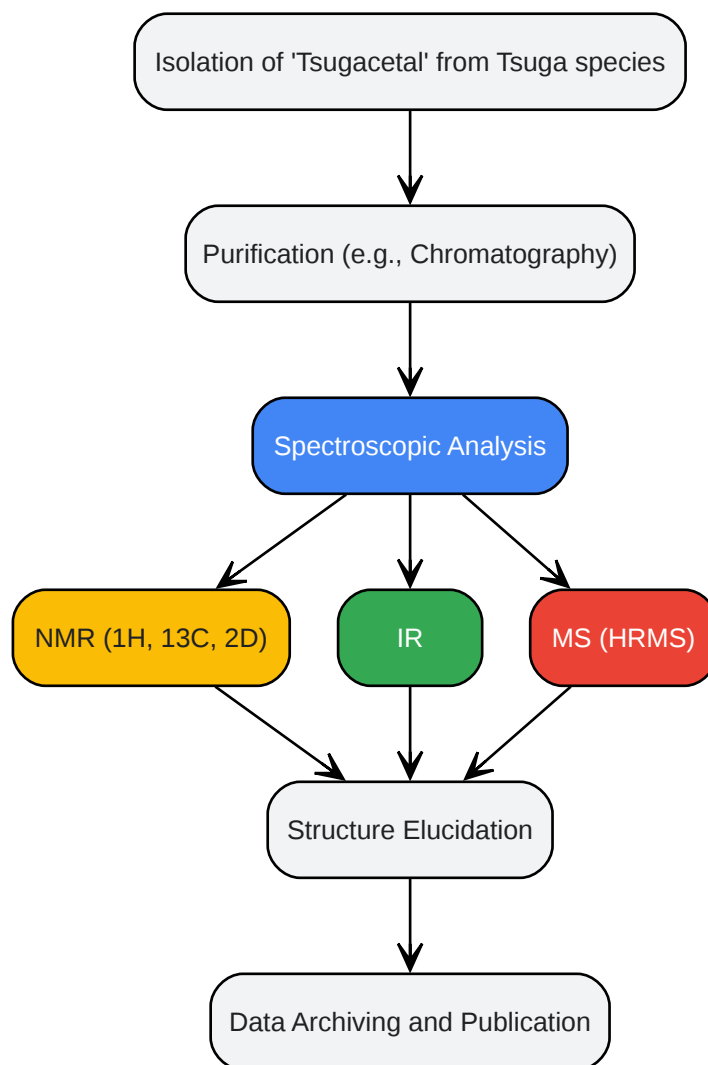 Isolation of 'Tsugacetal' from Tsuga species
Purification (e.g., Chromatography)
Spectroscopic Analysis
NMR (1H, 13C, 2D)
IR
MS (HRMS)
Structure Elucidation
Data Archiving and Publication